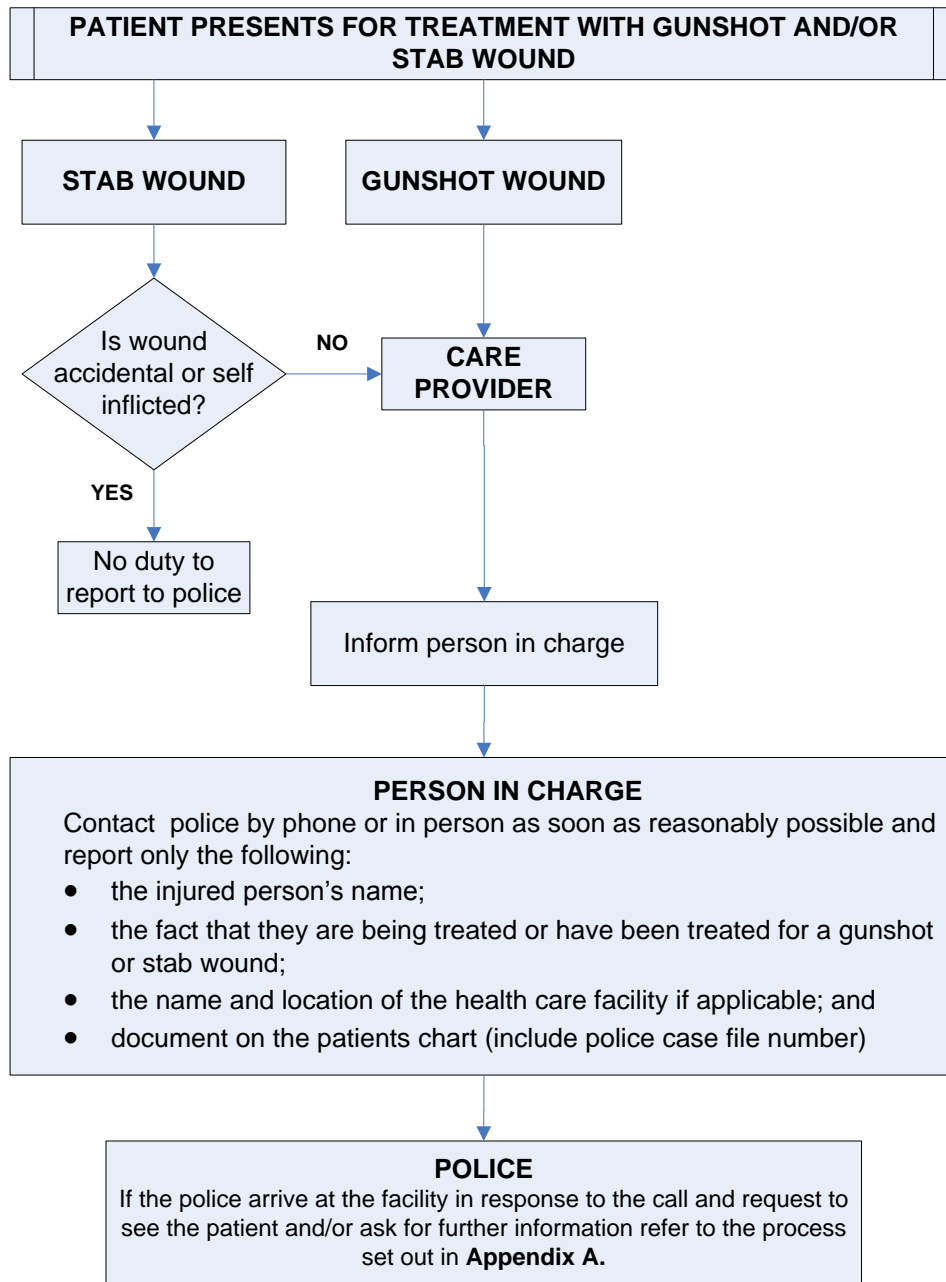 PATIENT PRESENTS FOR TREATMENT WITH GUNSHOT AND/OR
STAB WOUND
STAB WOUND
GUNSHOT WOUND
Is wound
accidental or self
inflicted?
NO
CARE
PROVIDER
YES
No duty to
report to police
Inform person in charge
PERSON IN CHARGE
Contact police by phone or in person as soon as reasonably possible and
report only the following:
• the injured person's name;
• the fact that they are being treated or have been treated for a gunshot
or stab wound;
• the name and location of the health care facility if applicable; and
• document on the patients chart (include police case file number)
POLICE
If the police arrive at the facility in response to the call and request to
see the patient and/or ask for further information refer to the process
set out in Appendix A.